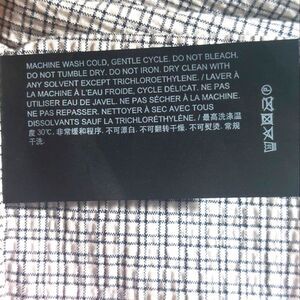 MACHINE WASH COLD, GENTLE CYCLE. DO NOT BLEACH.
DO NOT TUMBLE DRY. DO NOT IRON. DRY CLEAN WITH
ANY SOLVENT EXCEPT TRICHLOROETHYLENE. / LAVER À
LA MACHINE À L'EAU FROIDE, CYCLE DÉLICAT. NE PAS
UTILISER EAU DE JAVEL. NE PAS SÉCHER À LA MACHINE.
NE PAS REPASSER. NETTOYER À SEC AVEC TOUS
DISSOLVANTS SAUF LA TRICHLORÉTHYLÈNE. / 最高洗涤温
度 30℃. 非常缓和程序. 不可漂白. 不可翻转干燥. 不可熨烫. 常规
干洗.